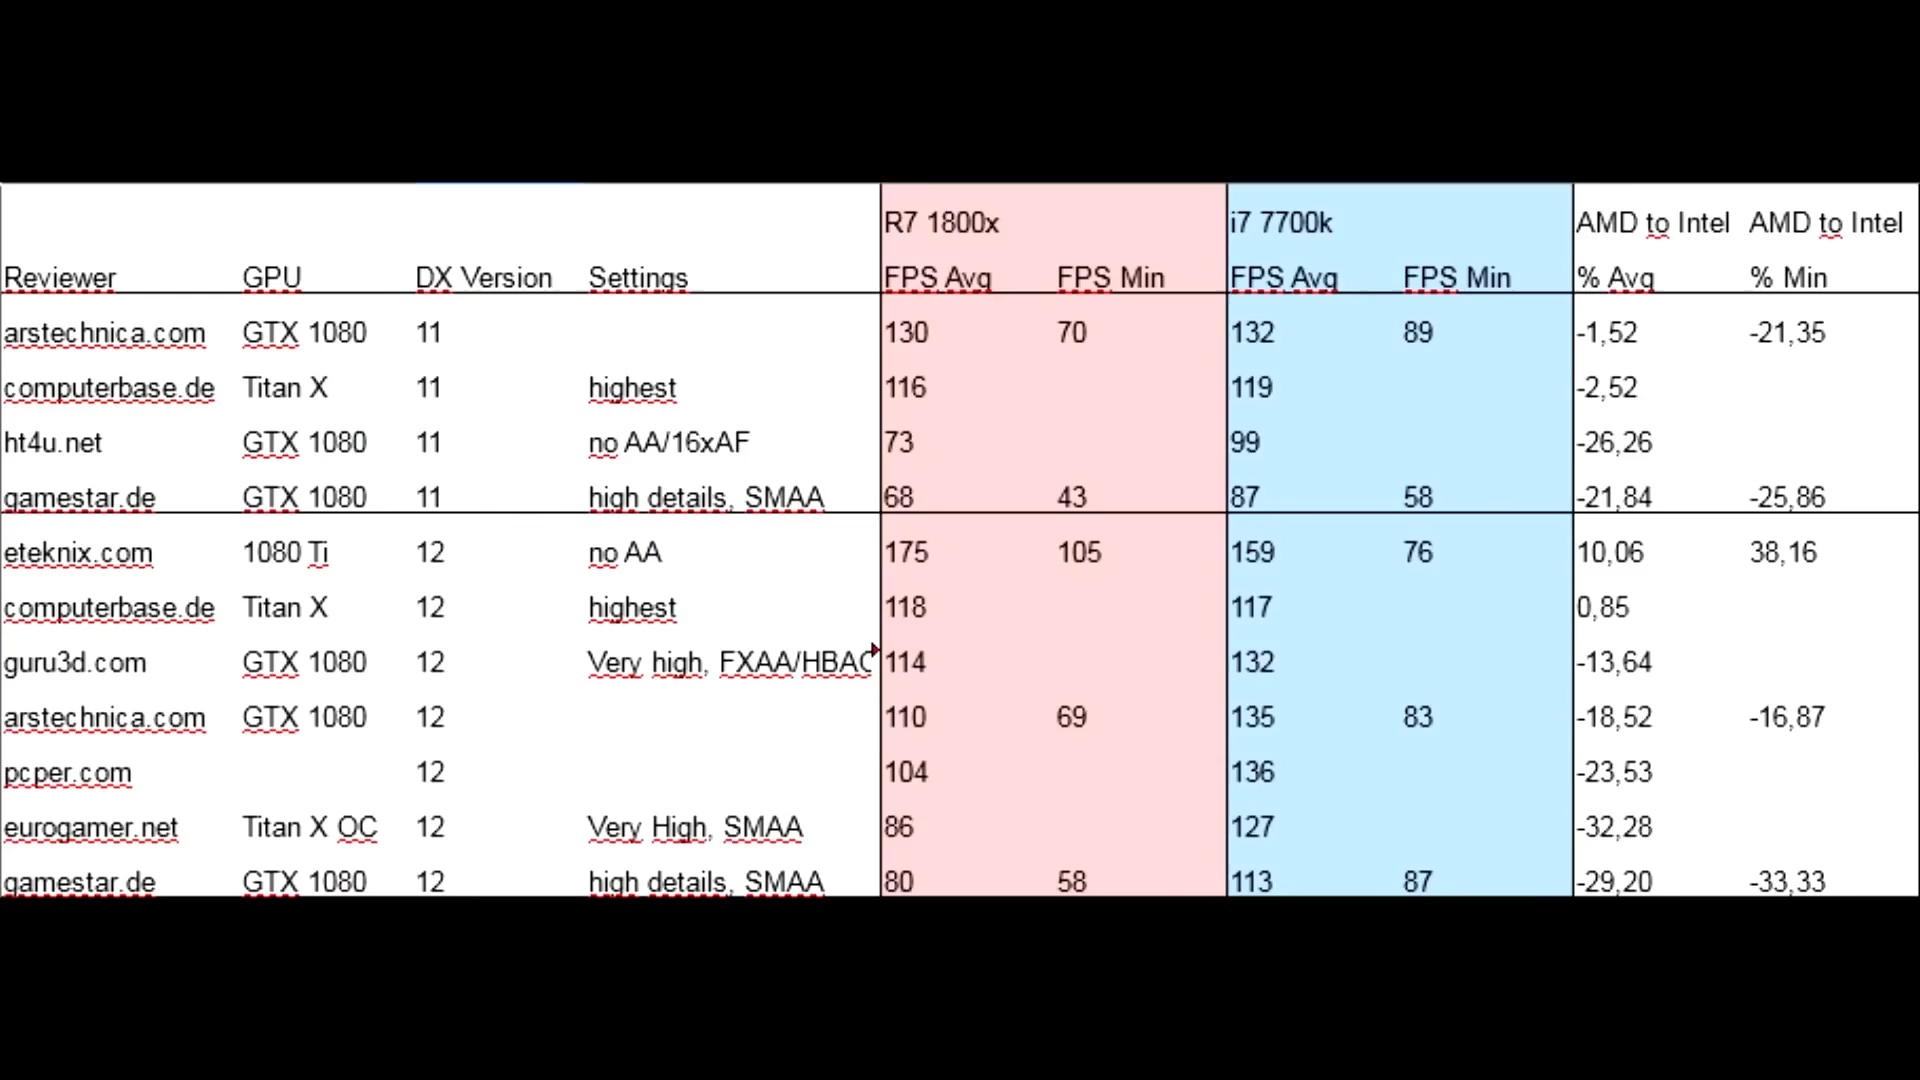 R7 1800x i7 7700k AMD to Intel AMD to Intel
Reviewer GPU DX Version Settings FPS Avg FPS Min FPS Avg FPS Min % Avg % Min
arstechnica.com GTX 1080 11 130 70 132 89 -1,52 -21,35
computerbase.de Titan X 11 highest 116 119 -2,52
ht4u.net GTX 1080 11 no AA/16xAF 73 99 -26,26
gamestar.de GTX 1080 11 high details, SMAA 68 43 87 58 -21,84 -25,86
eteknix.com 1080 Ti 12 no AA 175 105 159 76 10,06 38,16
computerbase.de Titan X 12 highest 118 117 0,85
guru3d.com GTX 1080 12 Very high, FXAA/HBAO 114 132 -13,64
arstechnica.com GTX 1080 12 110 69 135 83 -18,52 -16,87
pcper.com 12 104 136 -23,53
eurogamer.net Titan X OC 12 Very High, SMAA 86 127 -32,28
gamestar.de GTX 1080 12 high details, SMAA 80 58 113 87 -29,20 -33,33